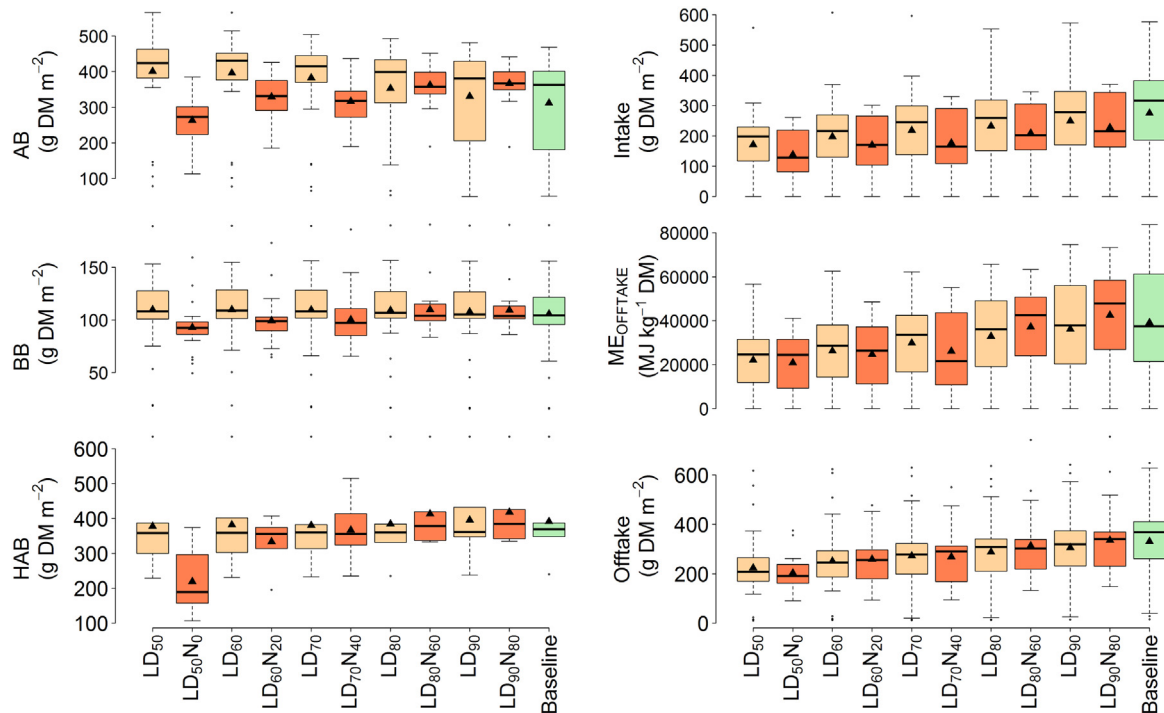 AB
(g DM m⁻²)
500
400
300
200
100
BB
(g DM m⁻²)
150
100
50
HAB
(g DM m⁻²)
600
500
400
300
200
100
LD₅₀
LD₅₀N₀
LD₆₀
LD₆₀N₂₀
LD₇₀
LD₇₀N₄₀
LD₈₀
LD₈₀N₆₀
LD₉₀
LD₉₀N₈₀
Baseline
Intake
(g DM m⁻²)
600
500
400
300
200
100
0
ME_OFFTAKE
(MJ kg⁻¹ DM)
80000
60000
40000
20000
0
Offtake
(g DM m⁻²)
600
400
200
0
LD₅₀
LD₅₀N₀
LD₆₀
LD₆₀N₂₀
LD₇₀
LD₇₀N₄₀
LD₈₀
LD₈₀N₆₀
LD₉₀
LD₉₀N₈₀
Baseline